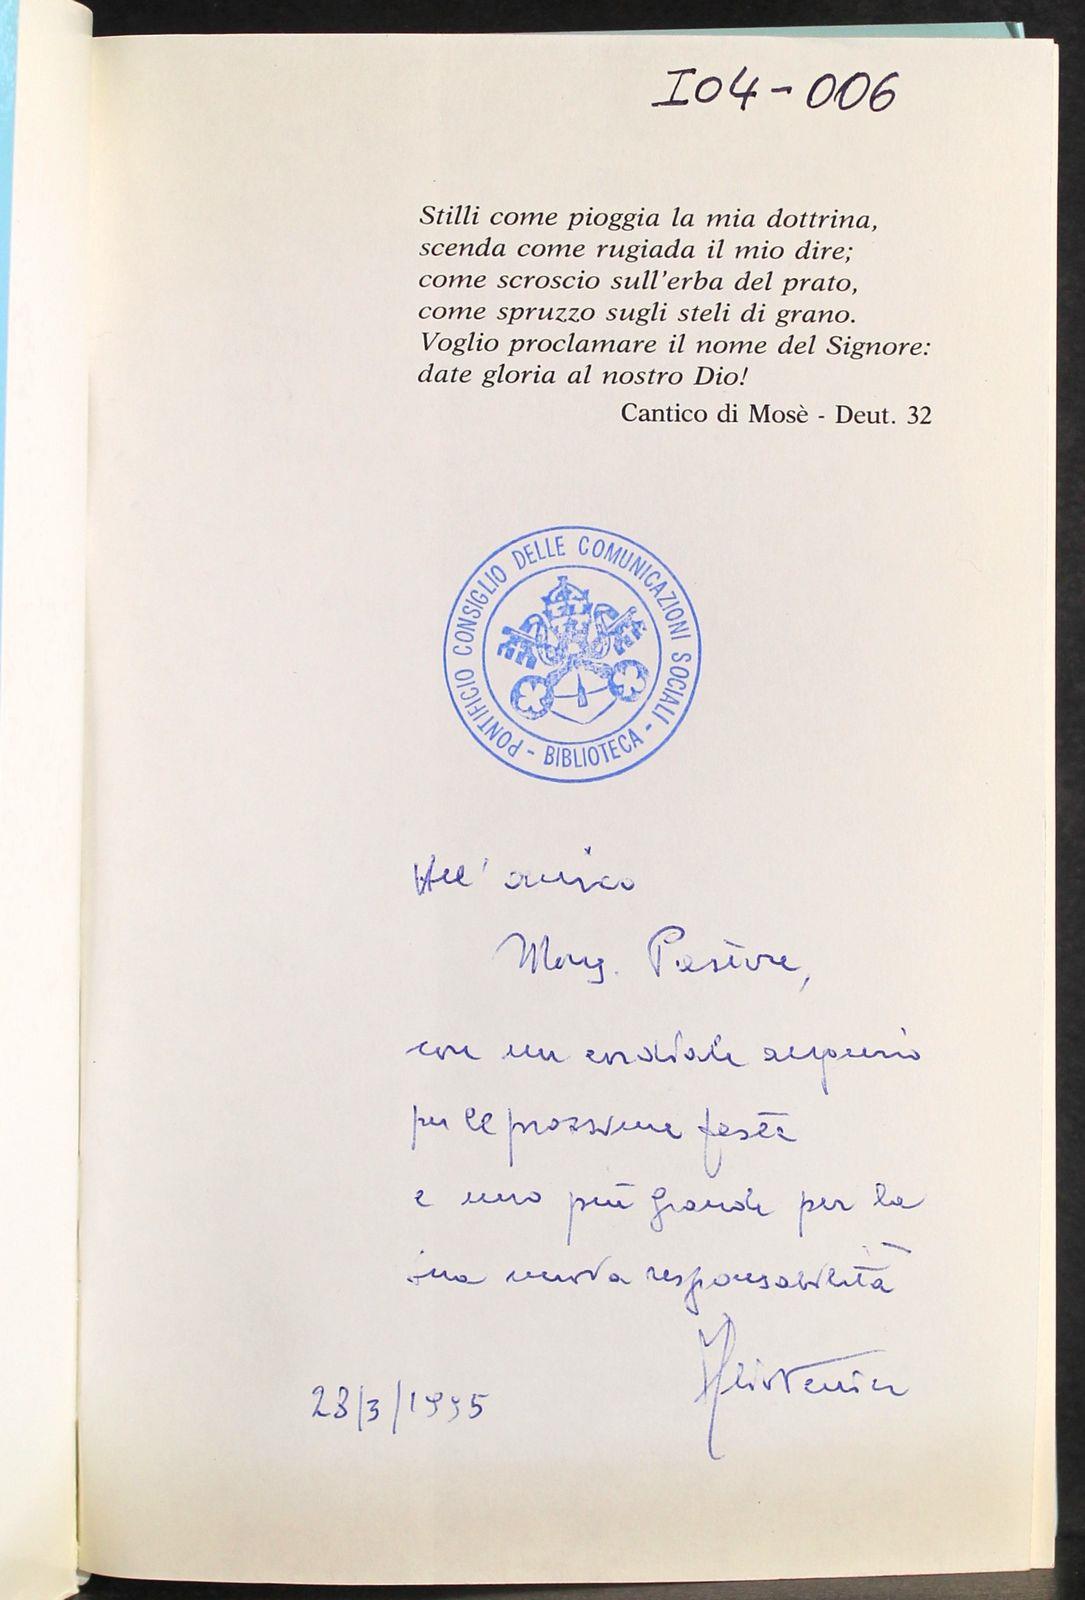 I04-006
Stilli come pioggia la mia dottrina,
scenda come rugiada il mio dire;
come scroscio sull'erba del prato,
come spruzzo sugli steli di grano.
Voglio proclamare il nome del Signore:
date gloria al nostro Dio!
Cantico di Mosè - Deut. 32
PONTIFICIO CONSIGLIO DELLE COMUNICAZIONI SOCIALI - BIBLIOTECA -
All'amico
Mons. Pastore,
con un cordiale augurio
per le prossime feste
e uno più grande per la
sua nuova responsabilità
28/3/1995